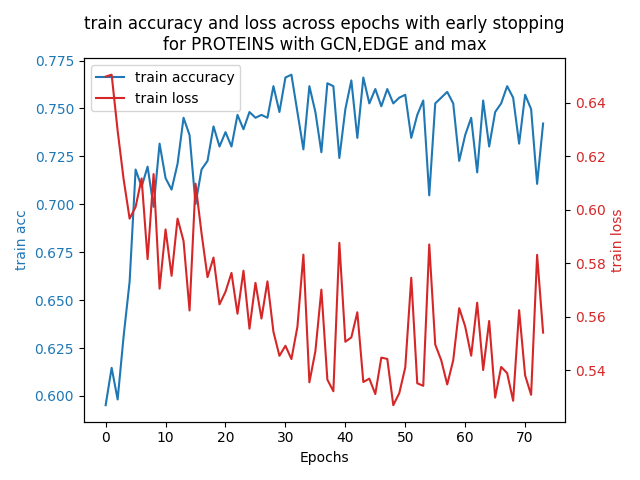 train accuracy and loss across epochs with early stopping
for PROTEINS with GCN,EDGE and max
train accuracy
train loss
0.775
0.750
0.725
0.700
0.675
0.650
0.625
0.600
train acc
0.64
0.62
0.60
0.58
0.56
0.54
train loss
0 10 20 30 40 50 60 70
Epochs